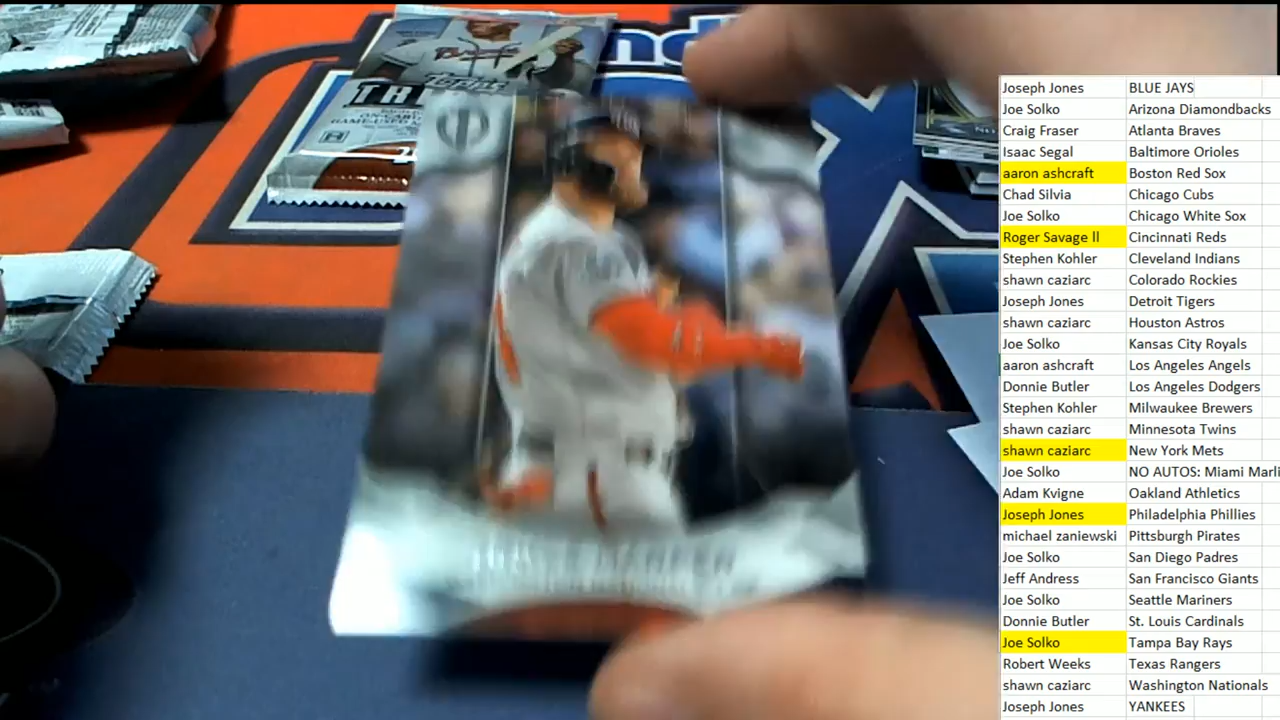 Joseph Jones BLUE JAYS
Joe Solko Arizona Diamondbacks
Craig Fraser Atlanta Braves
Isaac Segal Baltimore Orioles
aaron ashcraft Boston Red Sox
Chad Silvia Chicago Cubs
Joe Solko Chicago White Sox
Roger Savage ll Cincinnati Reds
Stephen Kohler Cleveland Indians
shawn caziarc Colorado Rockies
Joseph Jones Detroit Tigers
shawn caziarc Houston Astros
Joe Solko Kansas City Royals
aaron ashcraft Los Angeles Angels
Donnie Butler Los Angeles Dodgers
Stephen Kohler Milwaukee Brewers
shawn caziarc Minnesota Twins
shawn caziarc New York Mets
Joe Solko NO AUTOS: Miami Marli
Adam Kvigne Oakland Athletics
Joseph Jones Philadelphia Phillies
michael zaniewski Pittsburgh Pirates
Joe Solko San Diego Padres
Jeff Andress San Francisco Giants
Joe Solko Seattle Mariners
Donnie Butler St. Louis Cardinals
Joe Solko Tampa Bay Rays
Robert Weeks Texas Rangers
shawn caziarc Washington Nationals
Joseph Jones YANKEES
Braves
TOPPS
TRI